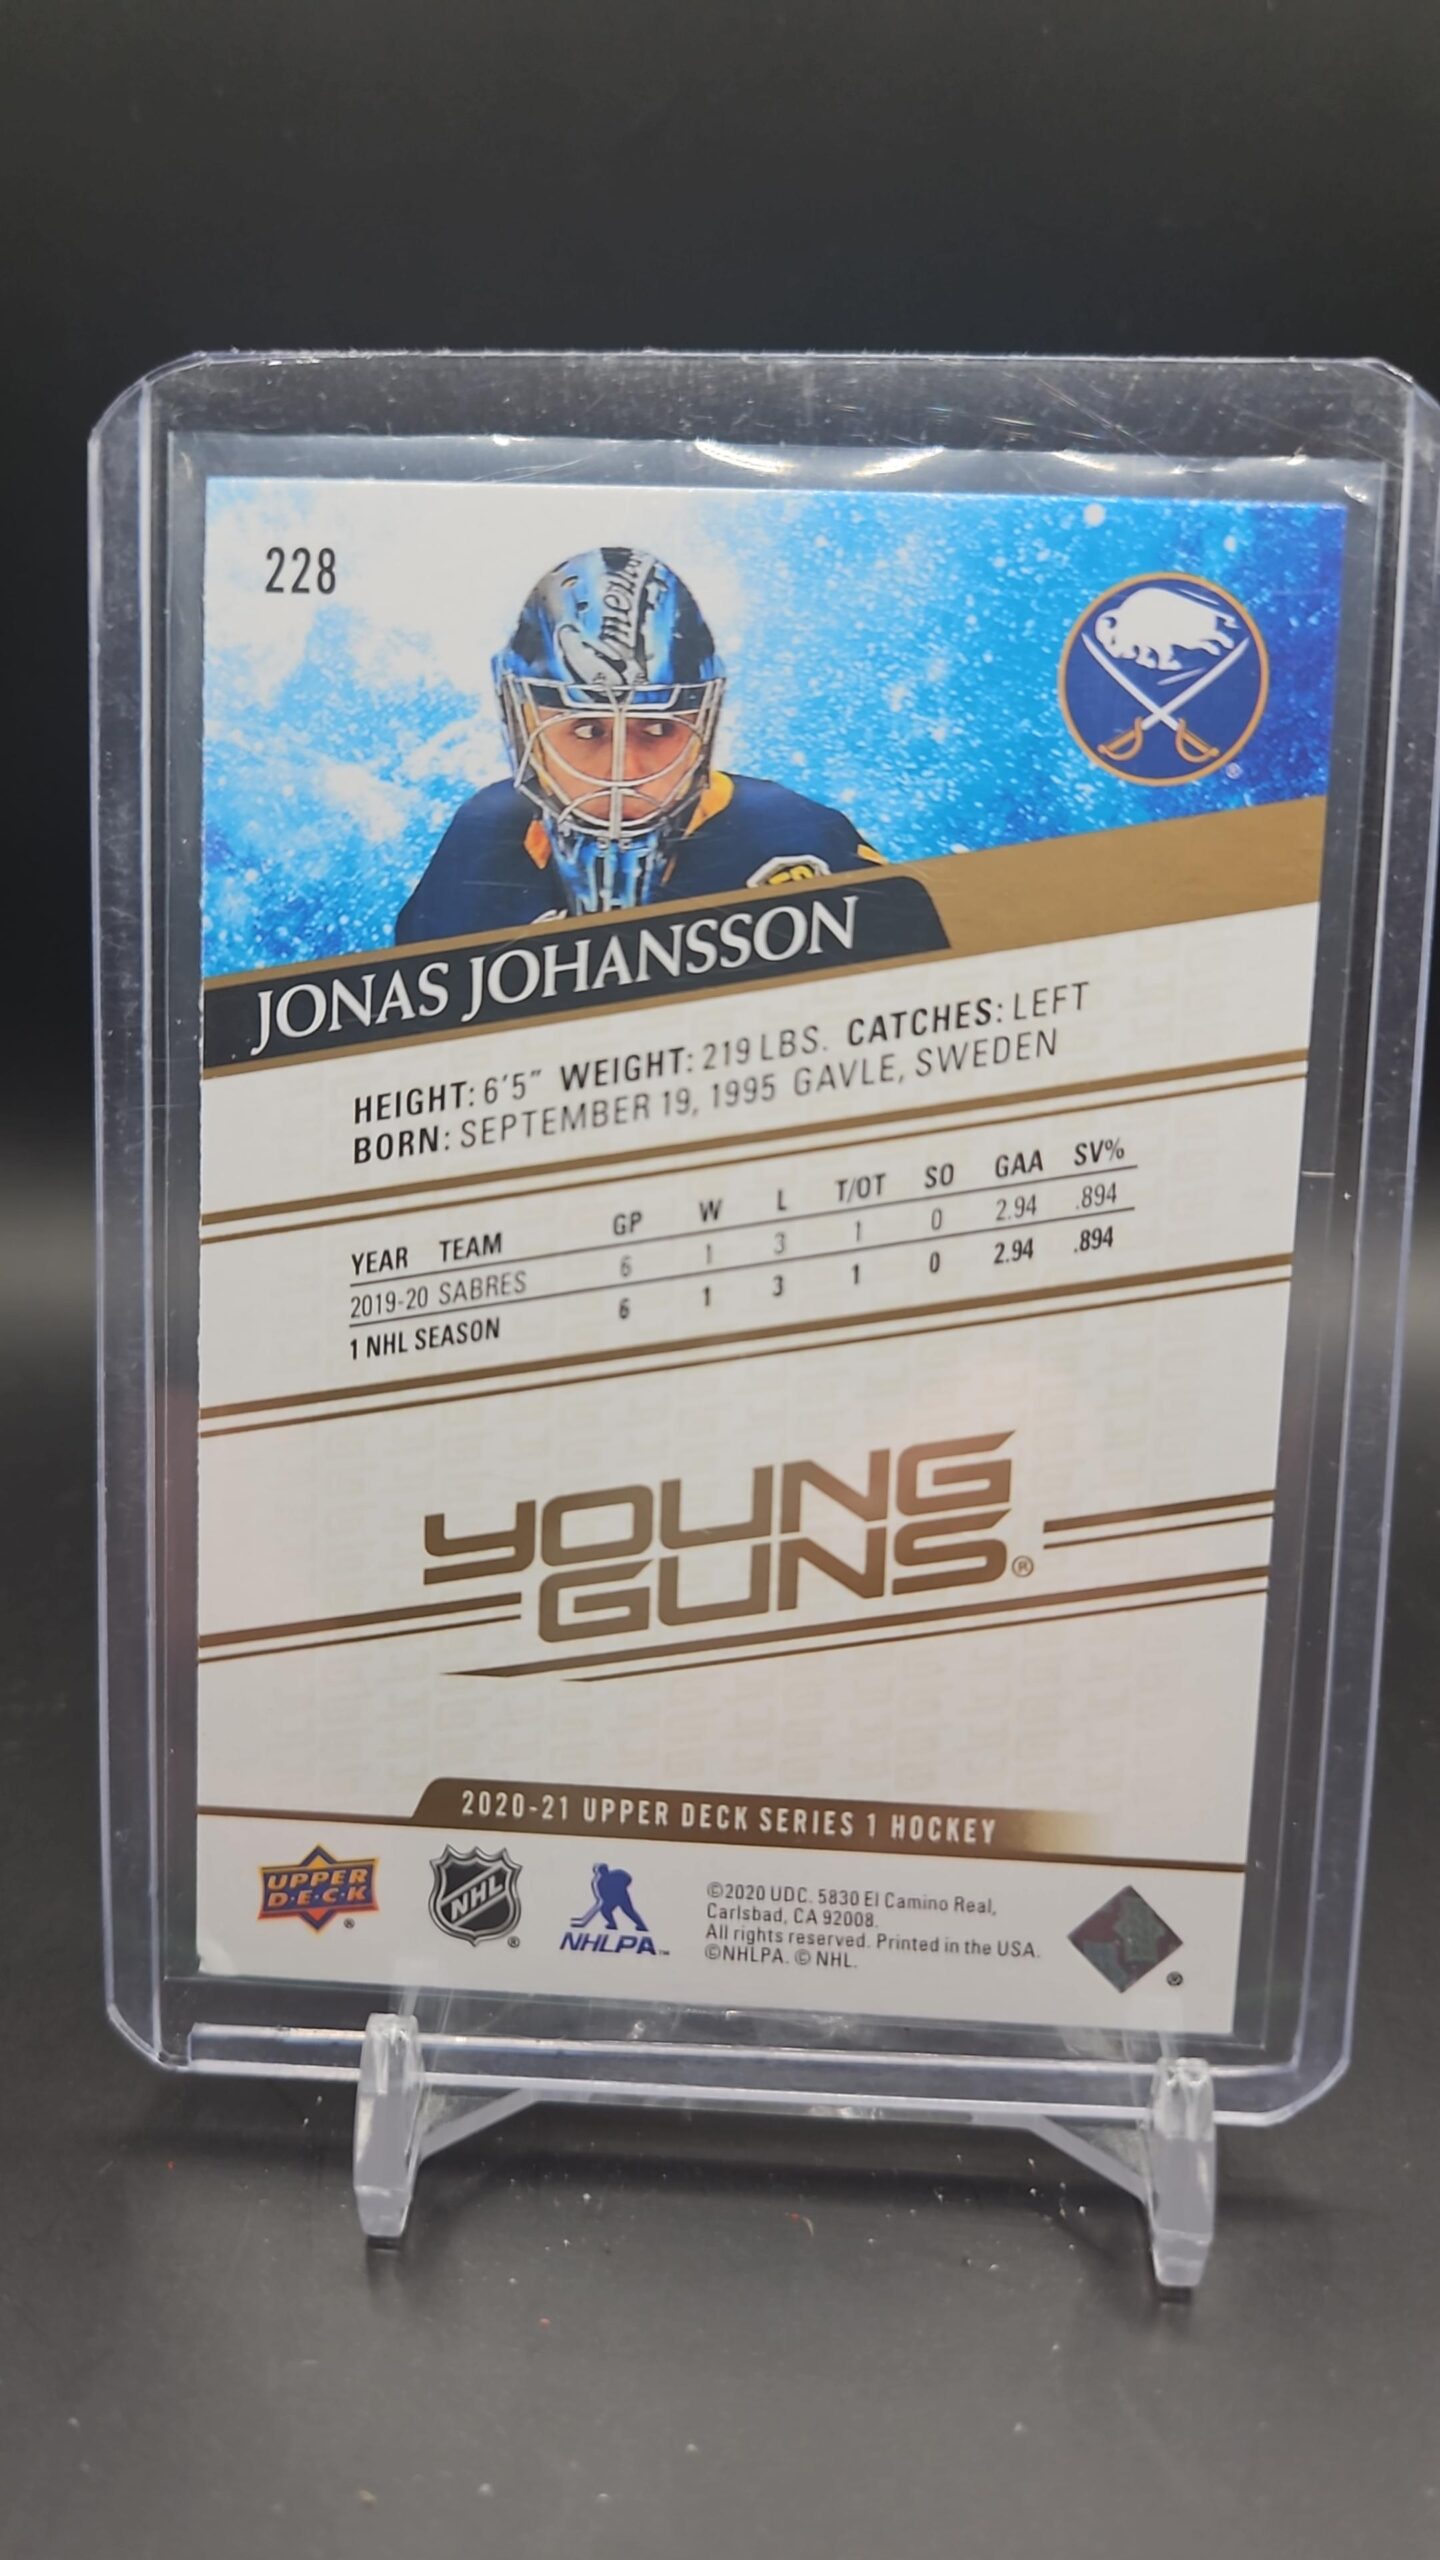 228
JONAS JOHANSSON
HEIGHT: 6'5" WEIGHT: 219 LBS. CATCHES: LEFT
BORN: SEPTEMBER 19, 1995 GAVLE, SWEDEN
YEAR TEAM GP W L T/OT SO GAA SV%
2019-20 SABRES 6 1 3 1 0 2.94 .894
1 NHL SEASON 6 1 3 1 0 2.94 .894
YOUNG
GUNS®
2020-21 UPPER DECK SERIES 1 HOCKEY
UPPER
D·E·C·K®
NHL®
NHLPA™
©2020 UDC. 5830 El Camino Real,
Carlsbad, CA 92008.
All rights reserved. Printed in the USA.
©NHLPA. © NHL.